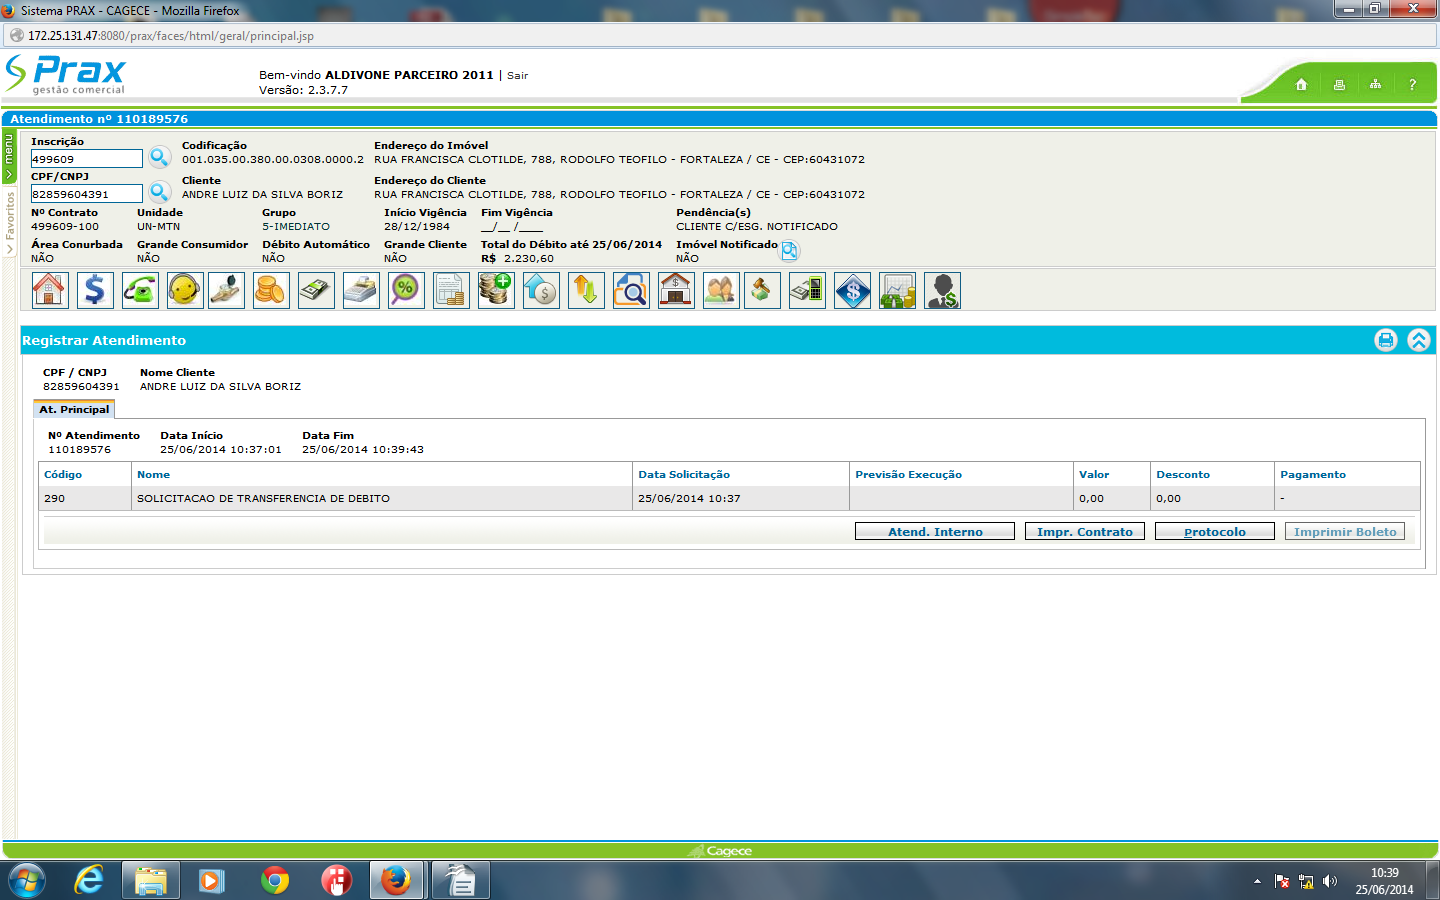 Sistema PRAX - CAGECE - Mozilla Firefox
172.25.131.47:8080/prax/faces/html/geral/principal.jsp
Prax
gestão comercial
Bem-vindo ALDIVONE PARCEIRO 2011 | Sair
Versão: 2.3.7.7
?
Atendimento nº 110189576
menu
Favoritos
Inscrição Codificação Endereço do Imóvel
499609 001.035.00.380.00.0308.0000.2 RUA FRANCISCA CLOTILDE, 788, RODOLFO TEOFILO - FORTALEZA / CE - CEP:60431072
CPF/CNPJ Cliente Endereço do Cliente
82859604391 ANDRE LUIZ DA SILVA BORIZ RUA FRANCISCA CLOTILDE, 788, RODOLFO TEOFILO - FORTALEZA / CE - CEP:60431072
Nº Contrato Unidade Grupo Início Vigência Fim Vigência Pendência(s)
499609-100 UN-MTN 5-IMEDIATO 28/12/1984 __/__ /____ CLIENTE C/ESG. NOTIFICADO
Área Conurbada Grande Consumidor Débito Automático Grande Cliente Total do Débito até 25/06/2014 Imóvel Notificado
NÃO NÃO NÃO NÃO R$ 2.230,60 NÃO
Registrar Atendimento
CPF / CNPJ Nome Cliente
82859604391 ANDRE LUIZ DA SILVA BORIZ
At. Principal
Nº Atendimento Data Início Data Fim
110189576 25/06/2014 10:37:01 25/06/2014 10:39:43
Código Nome Data Solicitação Previsão Execução Valor Desconto Pagamento
290 SOLICITACAO DE TRANSFERENCIA DE DEBITO 25/06/2014 10:37 0,00 0,00 -
Atend. Interno Impr. Contrato Protocolo Imprimir Boleto
Cagece
10:39
25/06/2014